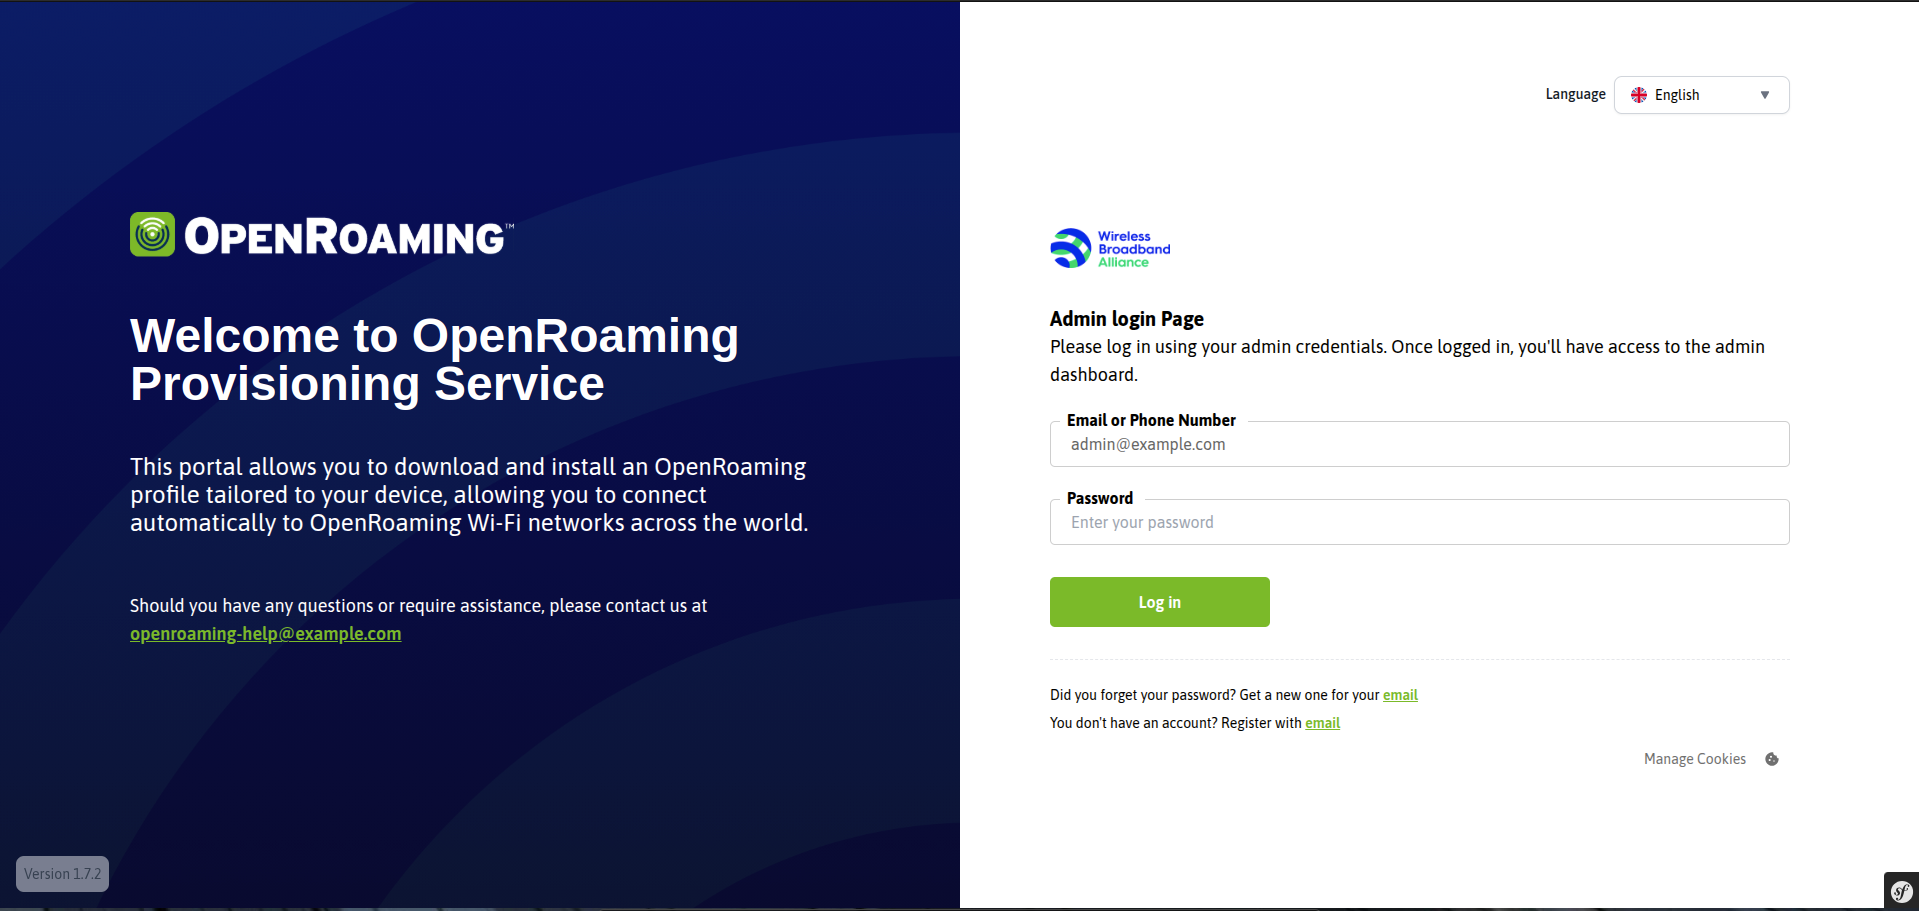 OPENROAMING™
Welcome to OpenRoaming
Provisioning Service
This portal allows you to download and install an OpenRoaming
profile tailored to your device, allowing you to connect
automatically to OpenRoaming Wi-Fi networks across the world.
Should you have any questions or require assistance, please contact us at
openroaming-help@example.com
Version 1.7.2
Language English
Wireless
Broadband
Alliance
Admin login Page
Please log in using your admin credentials. Once logged in, you'll have access to the admin
dashboard.
Email or Phone Number
admin@example.com
Password
Enter your password
Log in
Did you forget your password? Get a new one for your email
You don't have an account? Register with email
Manage Cookies
sf